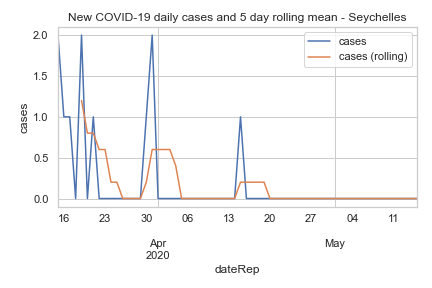 New COVID-19 daily cases and 5 day rolling mean - Seychelles
cases
cases (rolling)
2.0
1.5
1.0
0.5
0.0
cases
16 23 30 06 13 20 27 04 11
Apr May
2020
dateRep